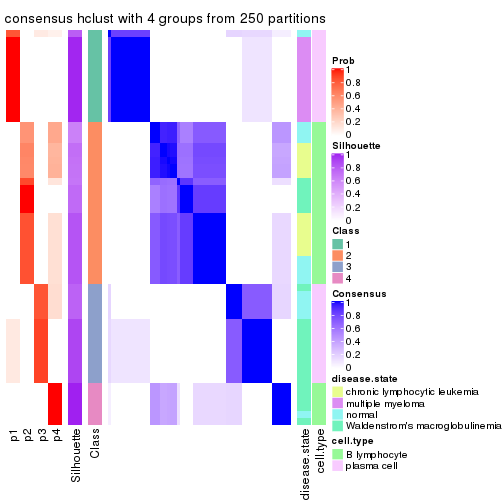 consensus hclust with 4 groups from 250 partitions
Prob
1
0.8
0.6
0.4
0.2
0
Silhouette
1
0.8
0.6
0.4
0.2
0
Class
1
2
3
4
Consensus
1
0.8
0.6
0.4
0.2
0
disease.state
chronic lymphocytic leukemia
multiple myeloma
normal
Waldenstrom's macroglobulinemia
cell.type
B lymphocyte
plasma cell
p1
p2
p3
p4
Silhouette
Class
disease.state
cell.type